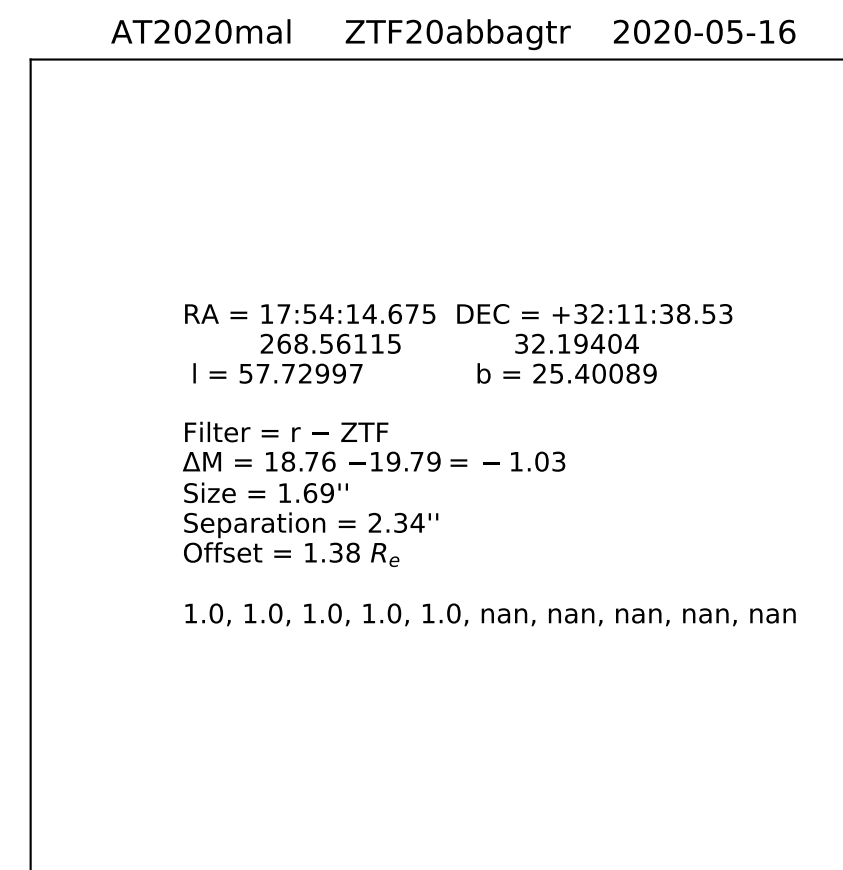 AT2020mal ZTF20abbagtr 2020-05-16
RA = 17:54:14.675 DEC = +32:11:38.53
268.56115 32.19404
l = 57.72997 b = 25.40089
Filter = r − ZTF
ΔM = 18.76 −19.79 = − 1.03
Size = 1.69''
Separation = 2.34''
Offset = 1.38 Re
1.0, 1.0, 1.0, 1.0, 1.0, nan, nan, nan, nan, nan